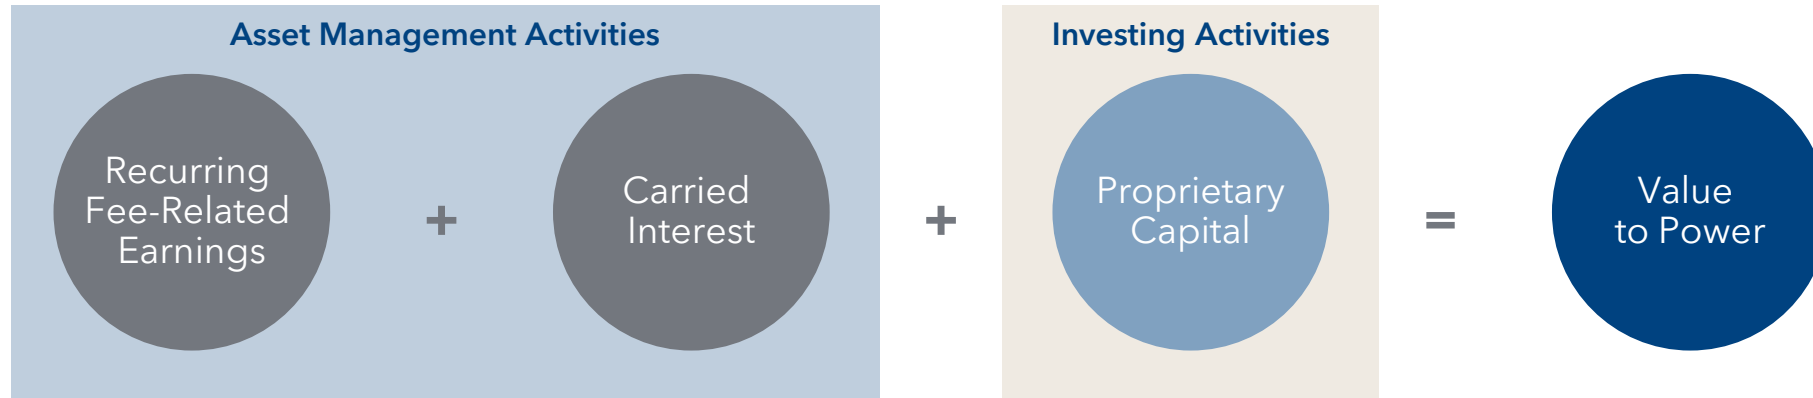 Asset Management Activities
Investing Activities
Recurring
Fee-Related
Earnings
+
Carried
Interest
+
Proprietary
Capital
=
Value
to Power